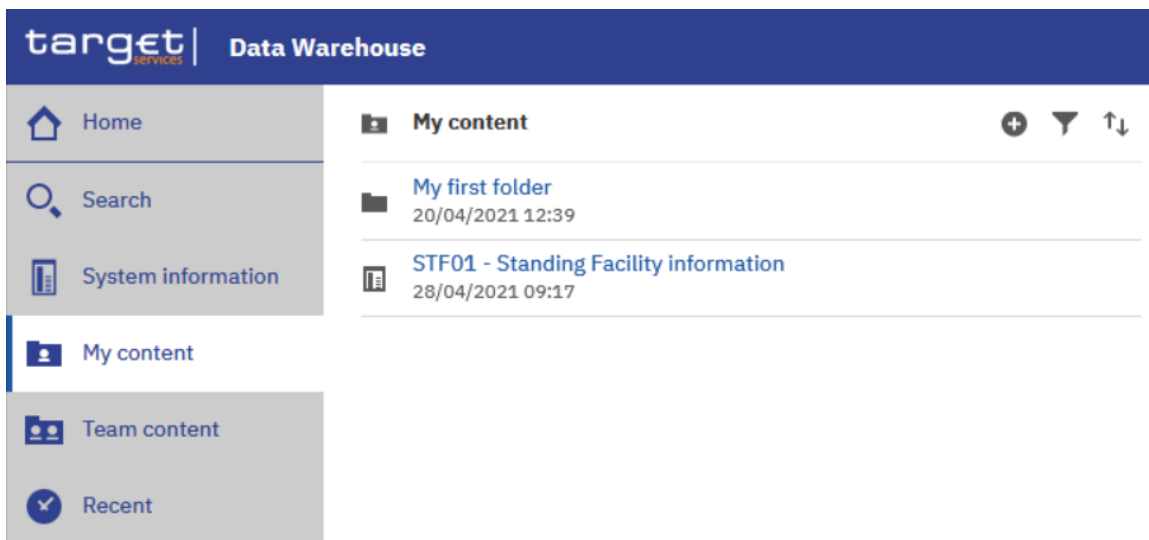 target
services
Data Warehouse
Home
Search
System information
My content
Team content
Recent
My content
My first folder
20/04/2021 12:39
STF01 - Standing Facility information
28/04/2021 09:17